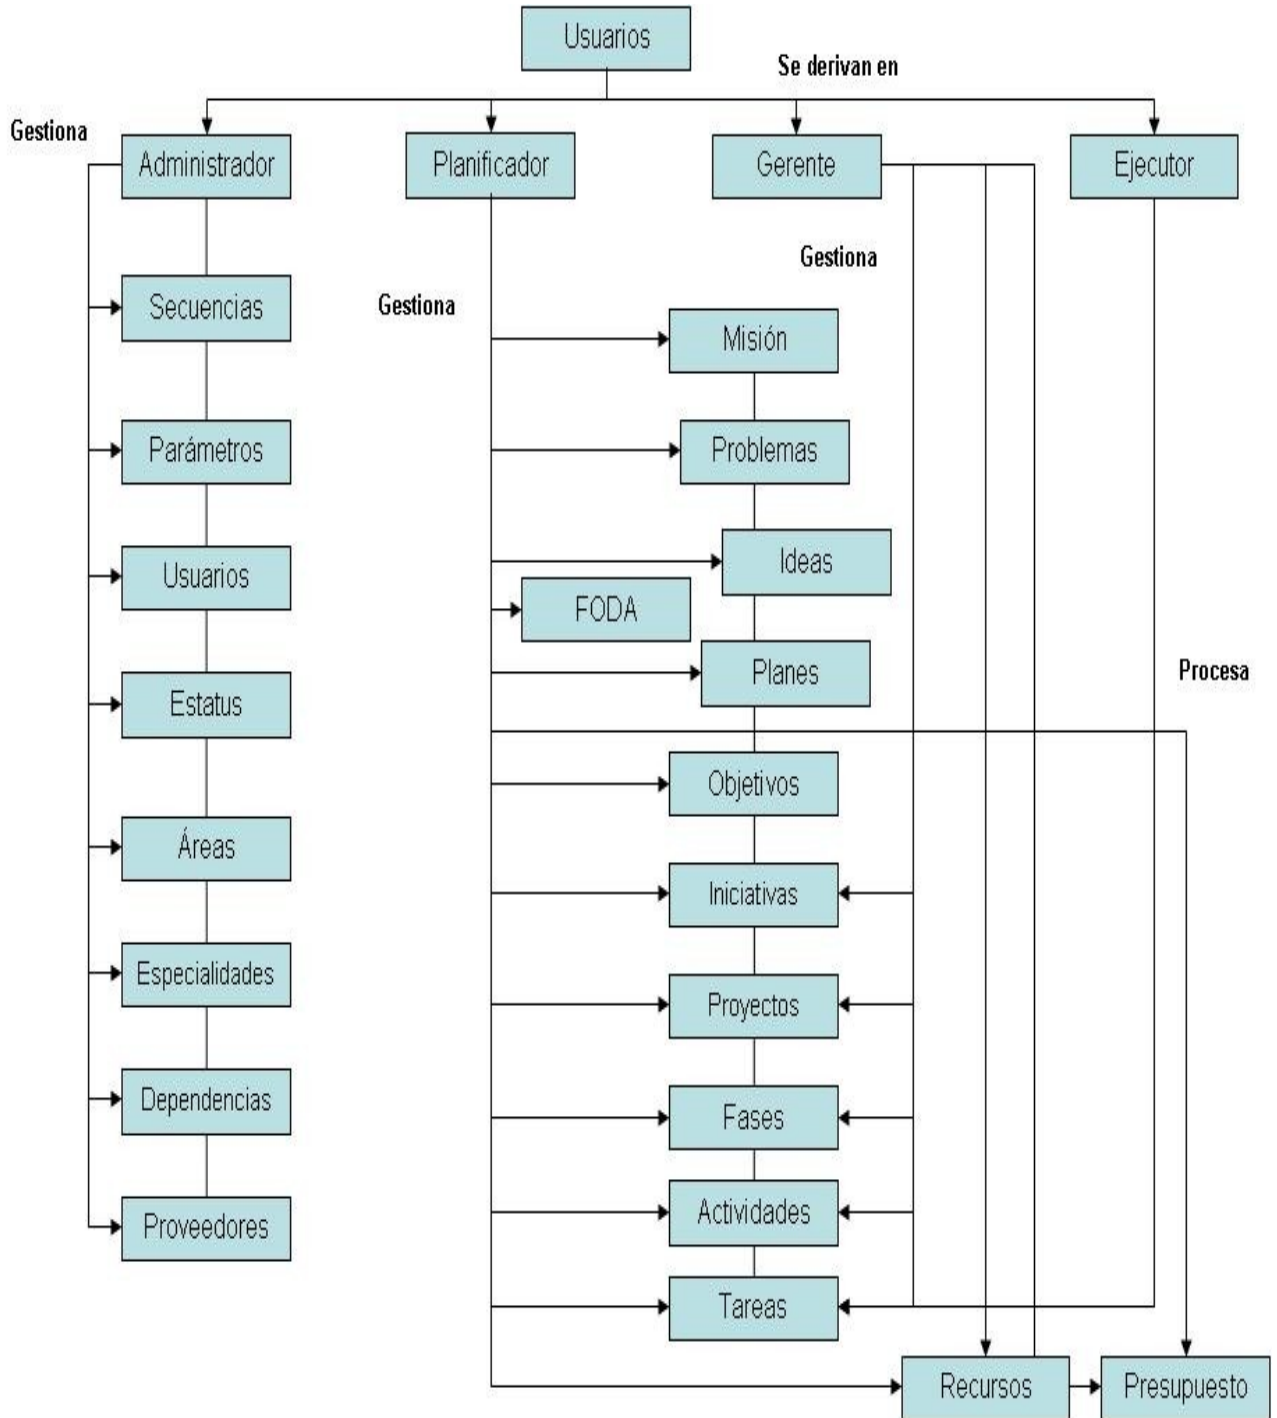 Usuarios
Se derivan en
Gestiona
Administrador
Planificador
Gerente
Ejecutor
Gestiona
Gestiona
Secuencias
Misión
Parámetros
Problemas
Usuarios
Ideas
FODA
Planes
Procesa
Estatus
Objetivos
Áreas
Iniciativas
Especialidades
Proyectos
Dependencias
Fases
Proveedores
Actividades
Tareas
Recursos
Presupuesto